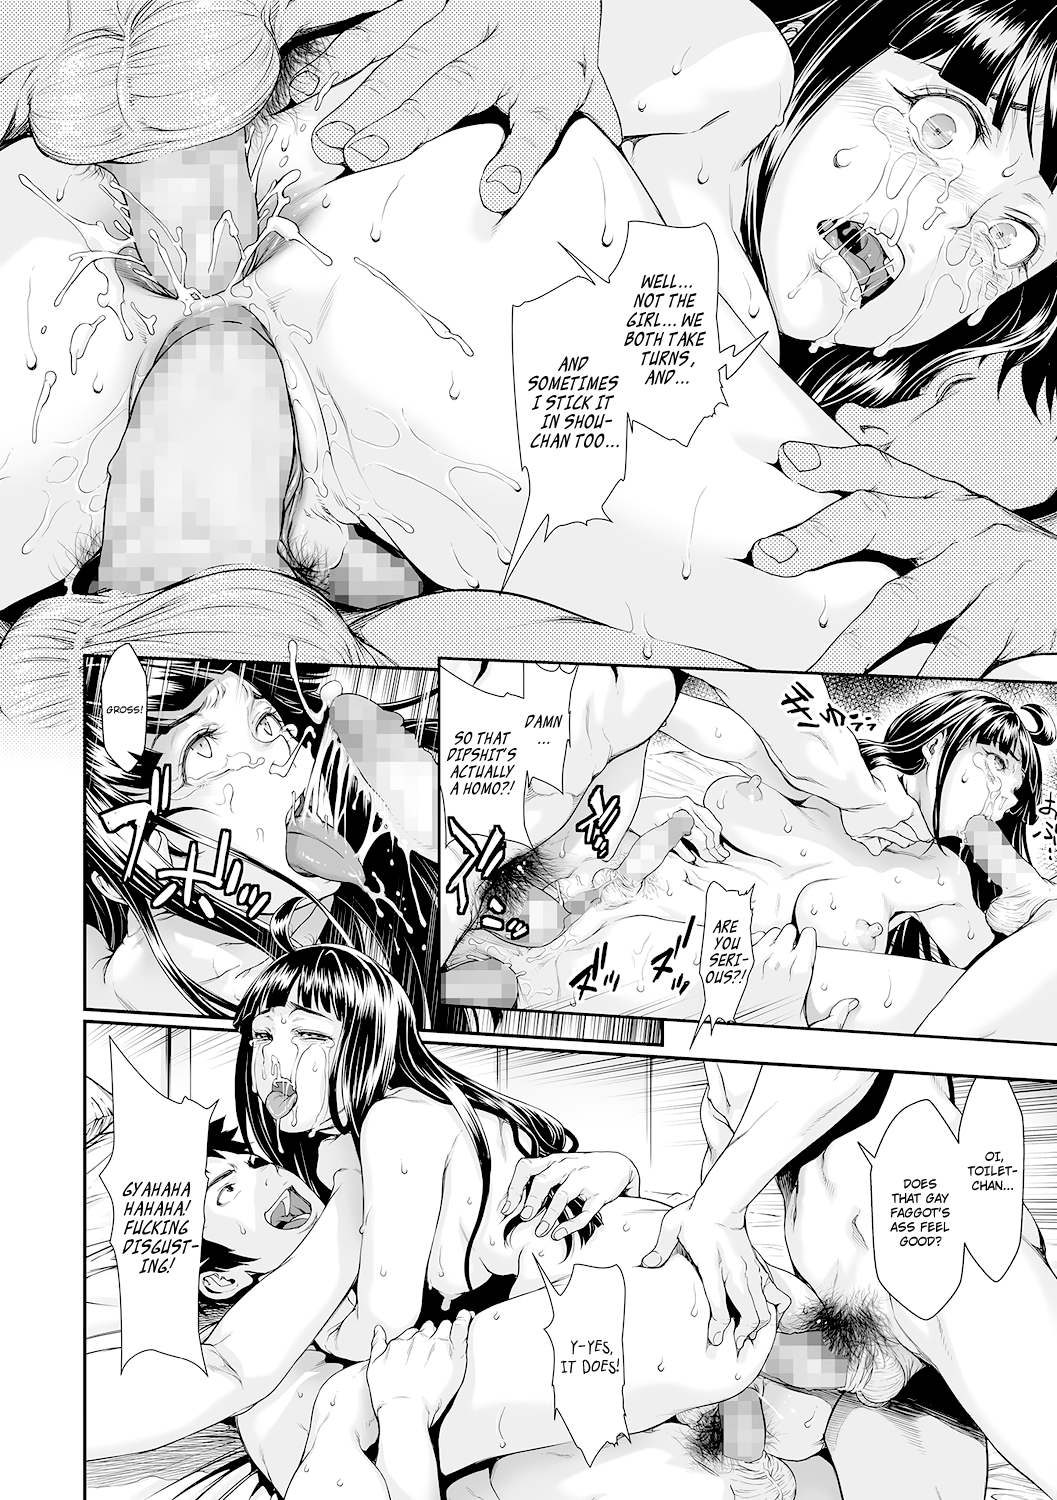 WELL...
NOT THE
GIRL... WE
BOTH TAKE
TURNS,
AND...
AND
SOMETIMES
I STICK IT
IN SHOU-
CHAN TOO...
DAMN
...
SO THAT
DIPSHIT'S
ACTUALLY
A HOMO?!
ARE
YOU
SERI-
OUS?!
GROSS!
OI,
TOILET-
CHAN...
DOES
THAT GAY
FAGGOT'S
ASS FEEL
GOOD?
Y-YES,
IT DOES!
GYAHAHA
HAHAHA!
FUCKING
DISGUST-
ING!